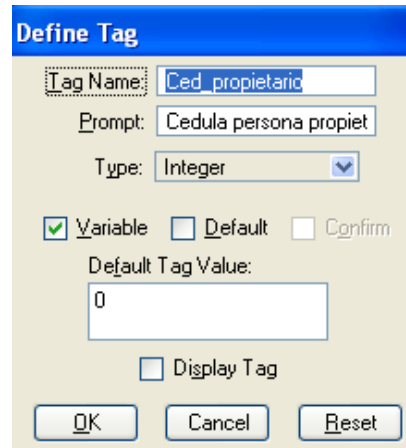 Define Tag
Tag Name: Ced_propietario
Prompt: Cedula persona propiet
Type: Integer
Variable Default Confirm
Default Tag Value:
0
Display Tag
OK Cancel Reset